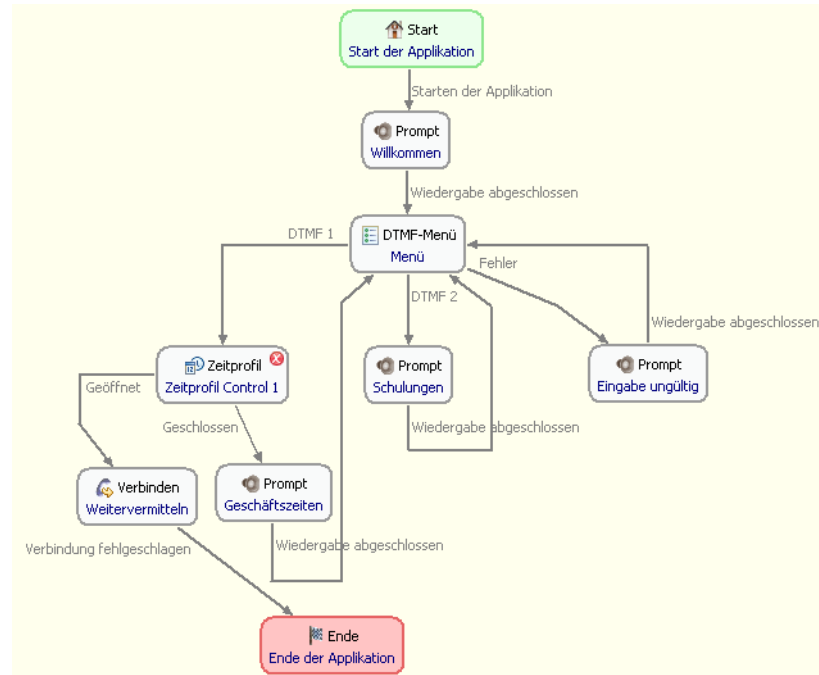 Start
Start der Applikation
Starten der Applikation
Prompt
Willkommen
Wiedergabe abgeschlossen
DTMF 1
DTMF-Menü
Menü
Fehler
DTMF 2
Wiedergabe abgeschlossen
Zeitprofil
Zeitprofil Control 1
Prompt
Schulungen
Prompt
Eingabe ungültig
Geöffnet
Geschlossen
Wiedergabe abgeschlossen
Verbinden
Weitervermitteln
Prompt
Geschäftszeiten
Verbindung fehlgeschlagen
Wiedergabe abgeschlossen
Ende
Ende der Applikation